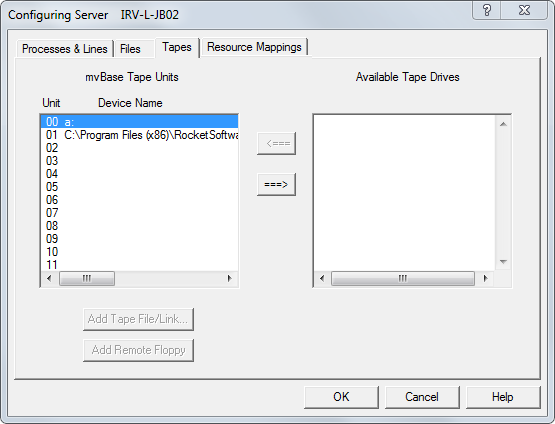 Configuring Server IRV-L-JB02
?
Processes & Lines Files Tapes Resource Mappings
mvBase Tape Units Available Tape Drives
Unit Device Name
00 a:
01 C:\Program Files (x86)\RocketSoftwa
02
03
04
05
06
07
08
09
10
11
<===
===>
Add Tape File/Link...
Add Remote Floppy
OK Cancel Help